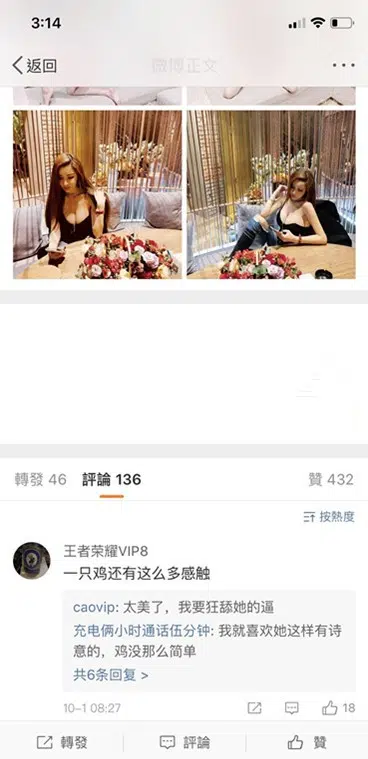 3:14
返回
微博正文
轉發 46
評論 136
贊 432
按熱度
王者荣耀VIP8
一只鸡还有这么多感触
caovip: 太美了，我要狂舔她的逼
充电俩小时通话伍分钟: 我就喜欢她这样有诗
意的，鸡没那么简单
共6条回复 >
10-1 08:27
18
轉發
評論
贊